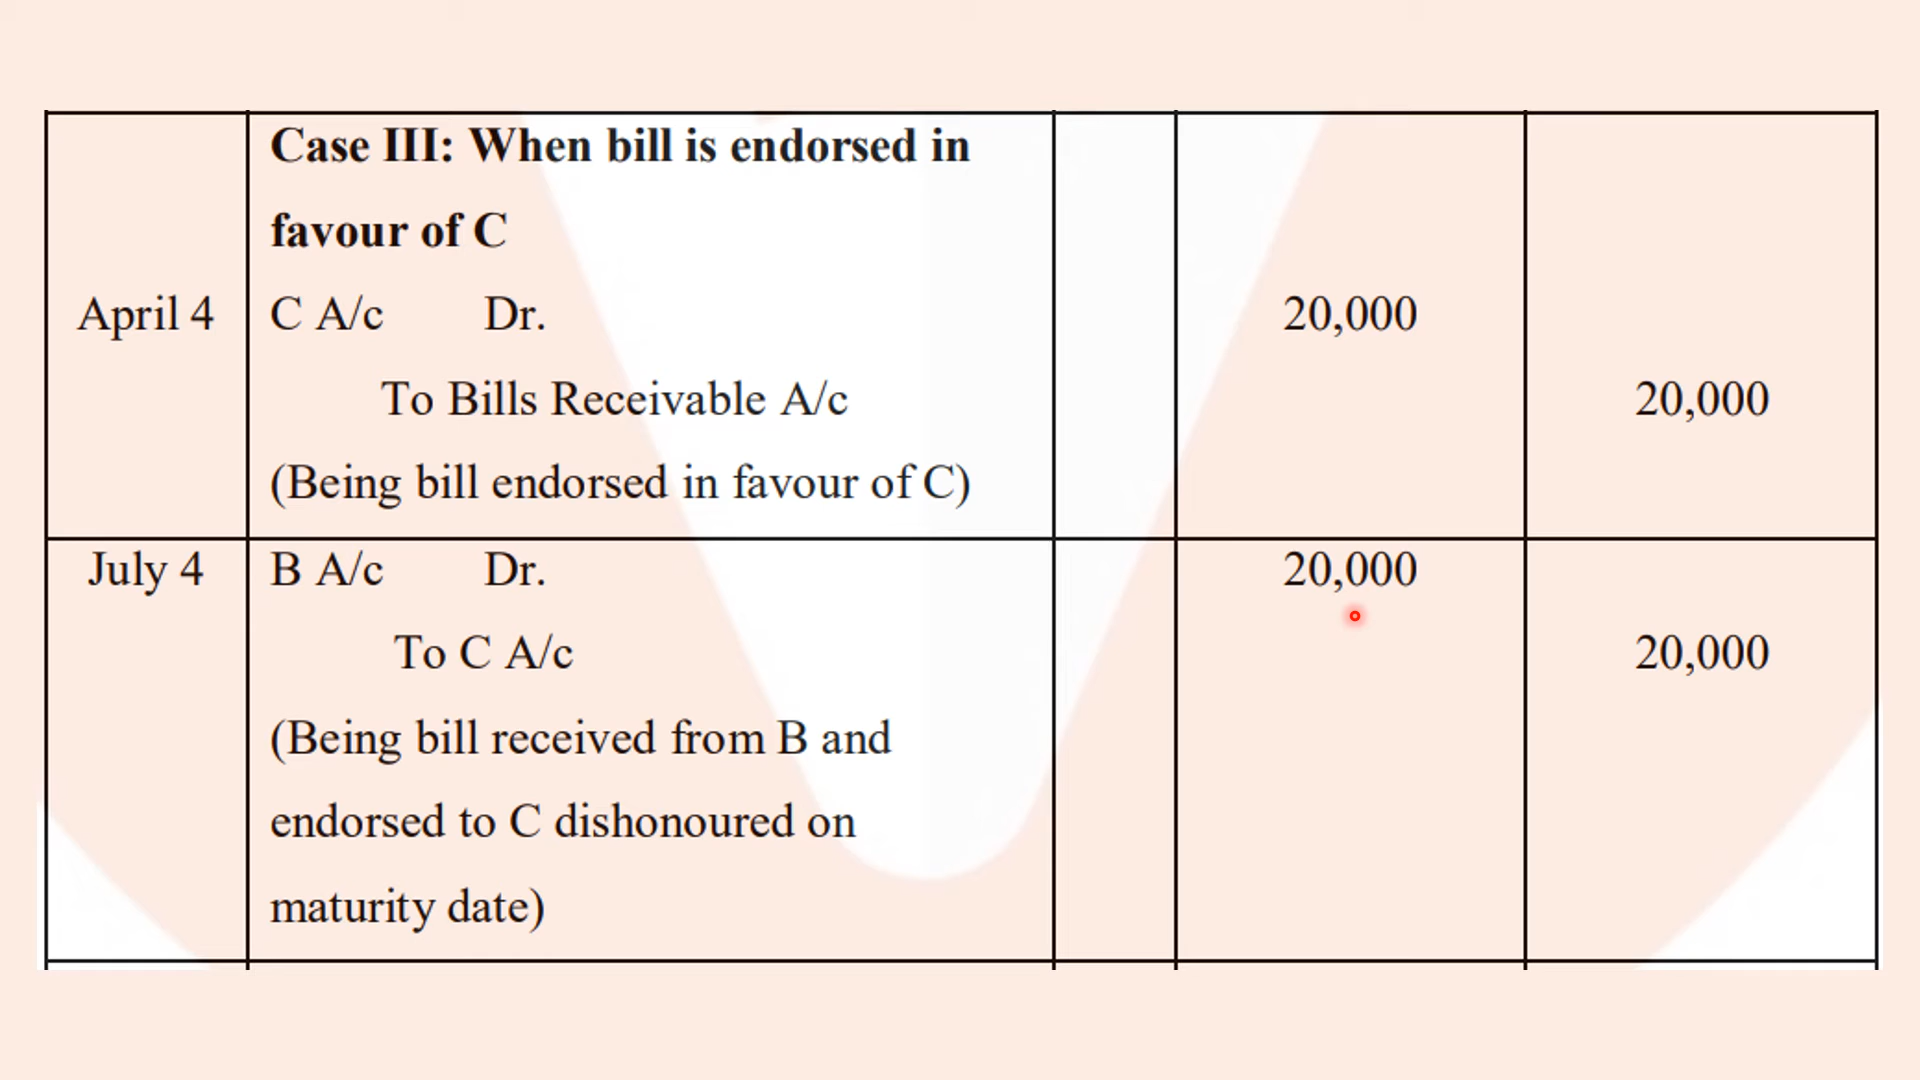 Case III: When bill is endorsed in
favour of C
April 4 C A/c Dr. 20,000
To Bills Receivable A/c 20,000
(Being bill endorsed in favour of C)
July 4 B A/c Dr. 20,000
To C A/c 20,000
(Being bill received from B and
endorsed to C dishonoured on
maturity date)